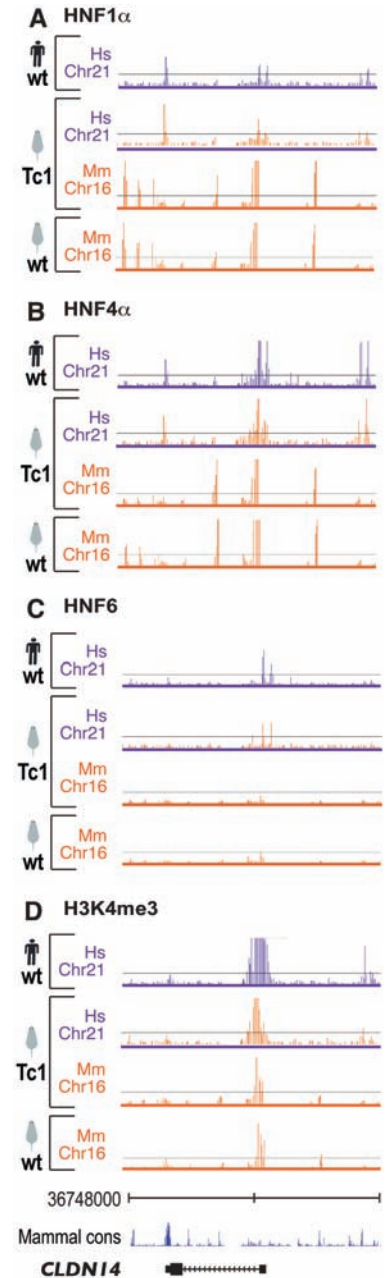 A HNF1α
wt
Hs
Chr21
Tc1
Hs
Chr21
Mm
Chr16
wt
Mm
Chr16
B HNF4α
wt
Hs
Chr21
Tc1
Hs
Chr21
Mm
Chr16
wt
Mm
Chr16
C HNF6
wt
Hs
Chr21
Tc1
Hs
Chr21
Mm
Chr16
wt
Mm
Chr16
D H3K4me3
wt
Hs
Chr21
Tc1
Hs
Chr21
Mm
Chr16
wt
Mm
Chr16
36748000
Mammal cons
CLDN14